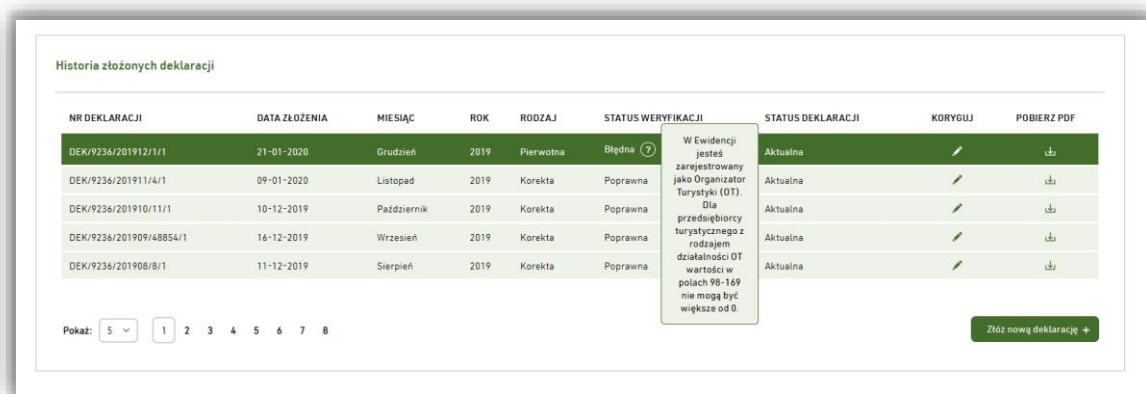 Historia złożonych deklaracji
NR DEKLARACJI DATA ZŁOŻENIA MIESIĄC ROK RODZAJ STATUS WERYFIKACJI STATUS DEKLARACJI KORYGUJ POBIERZ PDF
DEK/9236/201912/1/1 21-01-2020 Grudzień 2019 Pierwotna Błędna ? Aktualna
DEK/9236/201911/4/1 09-01-2020 Listopad 2019 Korekta Poprawna Aktualna
DEK/9236/201910/11/1 10-12-2019 Październik 2019 Korekta Poprawna Aktualna
DEK/9236/201909/48854/1 16-12-2019 Wrzesień 2019 Korekta Poprawna Aktualna
DEK/9236/201908/8/1 11-12-2019 Sierpień 2019 Korekta Poprawna Aktualna
W Ewidencji
jesteś
zarejestrowany
jako Organizator
Turystyki (OT).
Dla
przedsiębiorcy
turystycznego z
rodzajem
działalności OT
wartości w
polach 98-169
nie mogą być
większe od 0.
Pokaż: 5 1 2 3 4 5 6 7 8
Złóż nową deklarację +